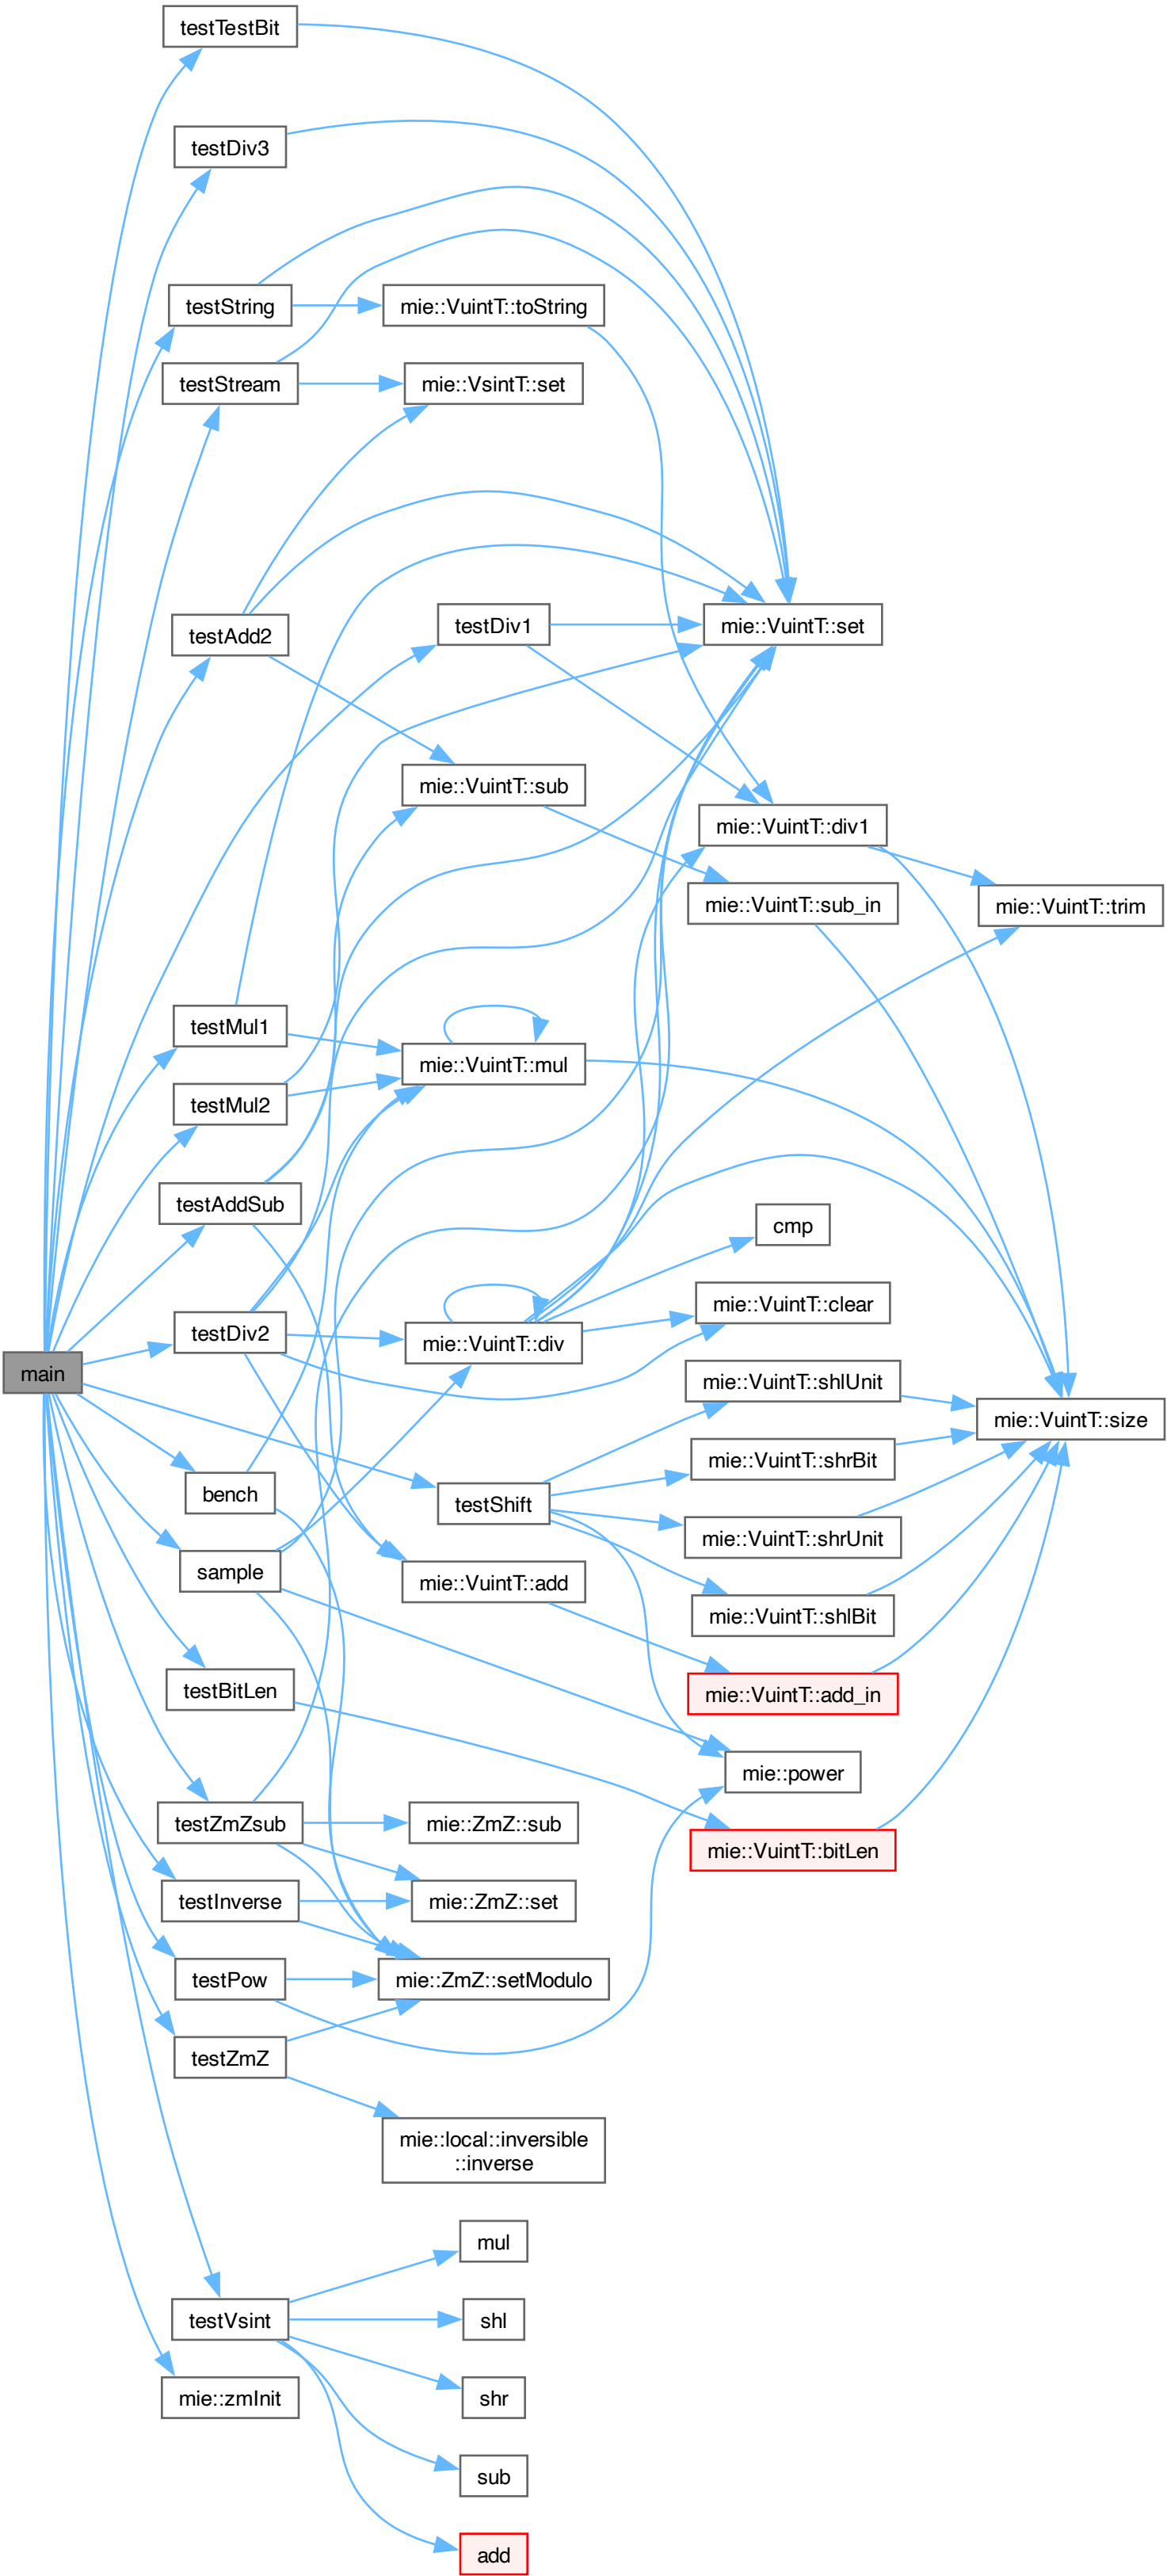 testTestBit
testDiv3
testString
mie::VuintT::toString
testStream
mie::VsintT::set
testAdd2
testDiv1
mie::VuintT::set
mie::VuintT::sub
mie::VuintT::div1
mie::VuintT::sub_in
mie::VuintT::trim
testMul1
mie::VuintT::mul
testMul2
testAddSub
cmp
mie::VuintT::clear
testDiv2
mie::VuintT::div
main
mie::VuintT::shlUnit
mie::VuintT::size
mie::VuintT::shrBit
bench
testShift
mie::VuintT::shrUnit
sample
mie::VuintT::add
mie::VuintT::shlBit
testBitLen
mie::VuintT::add_in
mie::power
testZmZsub
mie::ZmZ::sub
mie::VuintT::bitLen
testInverse
mie::ZmZ::set
testPow
mie::ZmZ::setModulo
testZmZ
mie::local::inversible
::inverse
mul
testVsint
shl
mie::zmInit
shr
sub
add